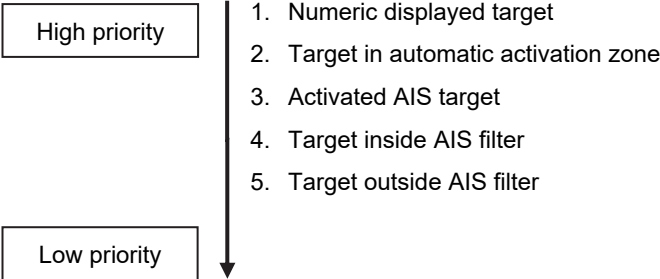 High priority
1. Numeric displayed target
2. Target in automatic activation zone
3. Activated AIS target
4. Target inside AIS filter
5. Target outside AIS filter
Low priority